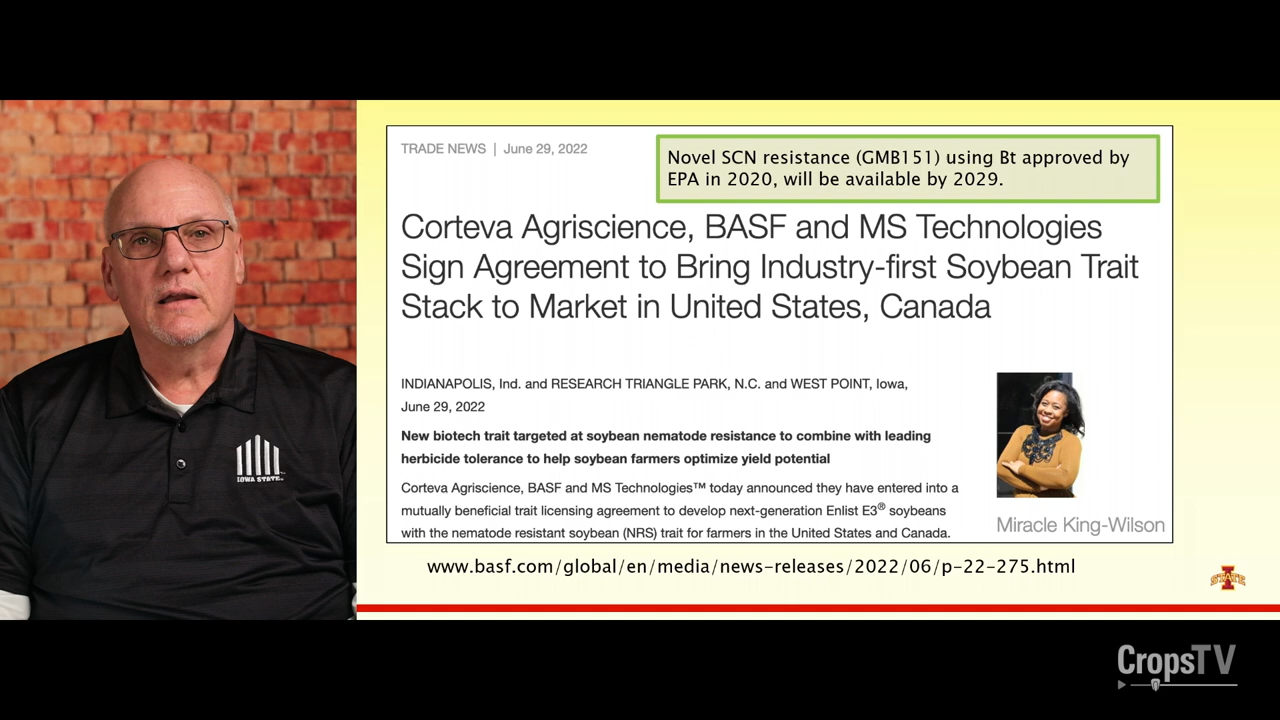 TRADE NEWS | June 29, 2022
Novel SCN resistance (GMB151) using Bt approved by
EPA in 2020, will be available by 2029.
Corteva Agriscience, BASF and MS Technologies
Sign Agreement to Bring Industry-first Soybean Trait
Stack to Market in United States, Canada
INDIANAPOLIS, Ind. and RESEARCH TRIANGLE PARK, N.C. and WEST POINT, Iowa,
June 29, 2022
New biotech trait targeted at soybean nematode resistance to combine with leading
herbicide tolerance to help soybean farmers optimize yield potential
Corteva Agriscience, BASF and MS Technologies™ today announced they have entered into a
mutually beneficial trait licensing agreement to develop next-generation Enlist E3® soybeans
with the nematode resistant soybean (NRS) trait for farmers in the United States and Canada.
Miracle King-Wilson
www.basf.com/global/en/media/news-releases/2022/06/p-22-275.html
IOWA STATE
STATE
CropsTV